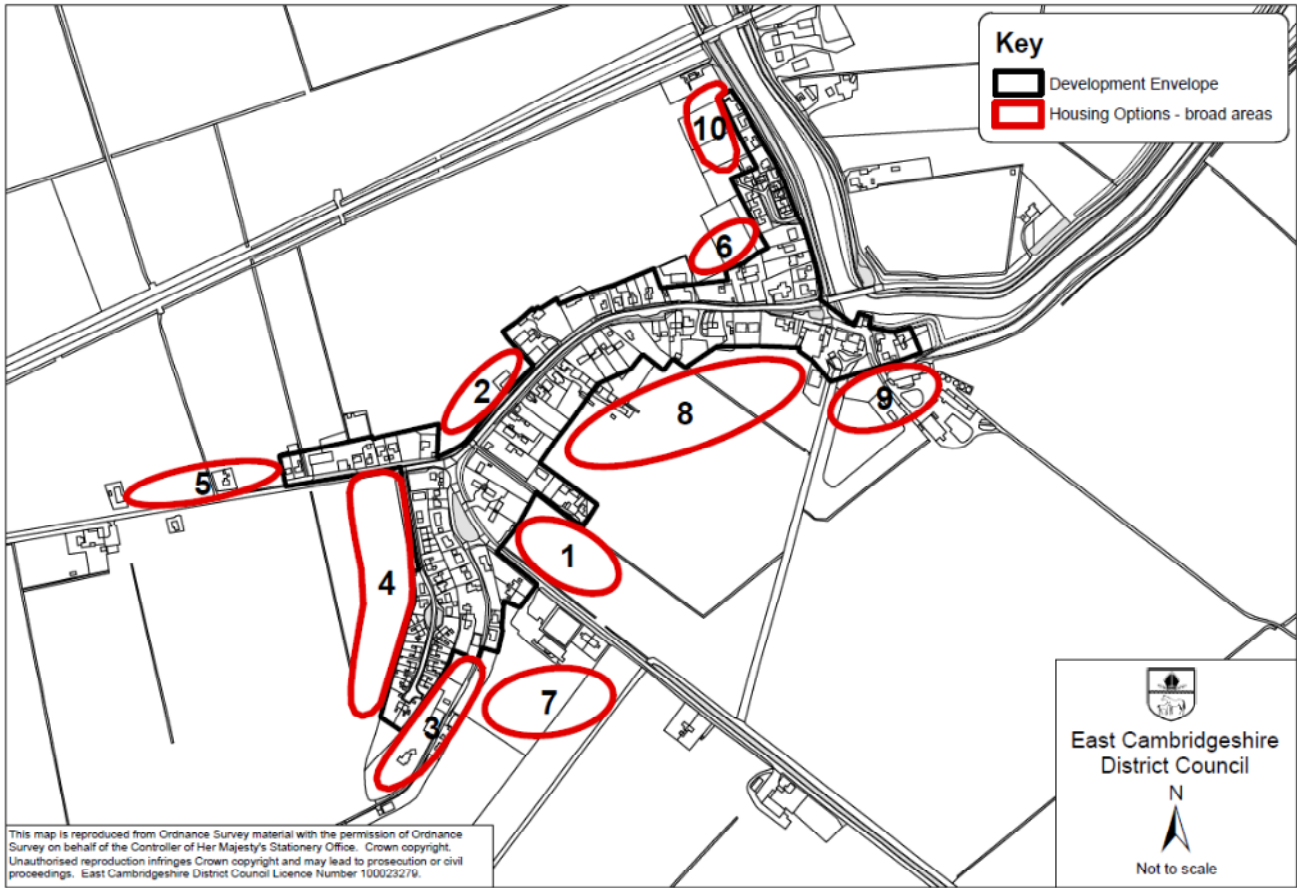 Key
Development Envelope
Housing Options - broad areas
10
6
2
8
9
5
1
4
7
3
East Cambridgeshire
District Council
N
Not to scale
This map is reproduced from Ordnance Survey material with the permission of Ordnance
Survey on behalf of the Controller of Her Majesty's Stationery Office. Crown copyright.
Unauthorised reproduction infringes Crown copyright and may lead to prosecution or civil
proceedings. East Cambridgeshire District Council Licence Number 100023279.